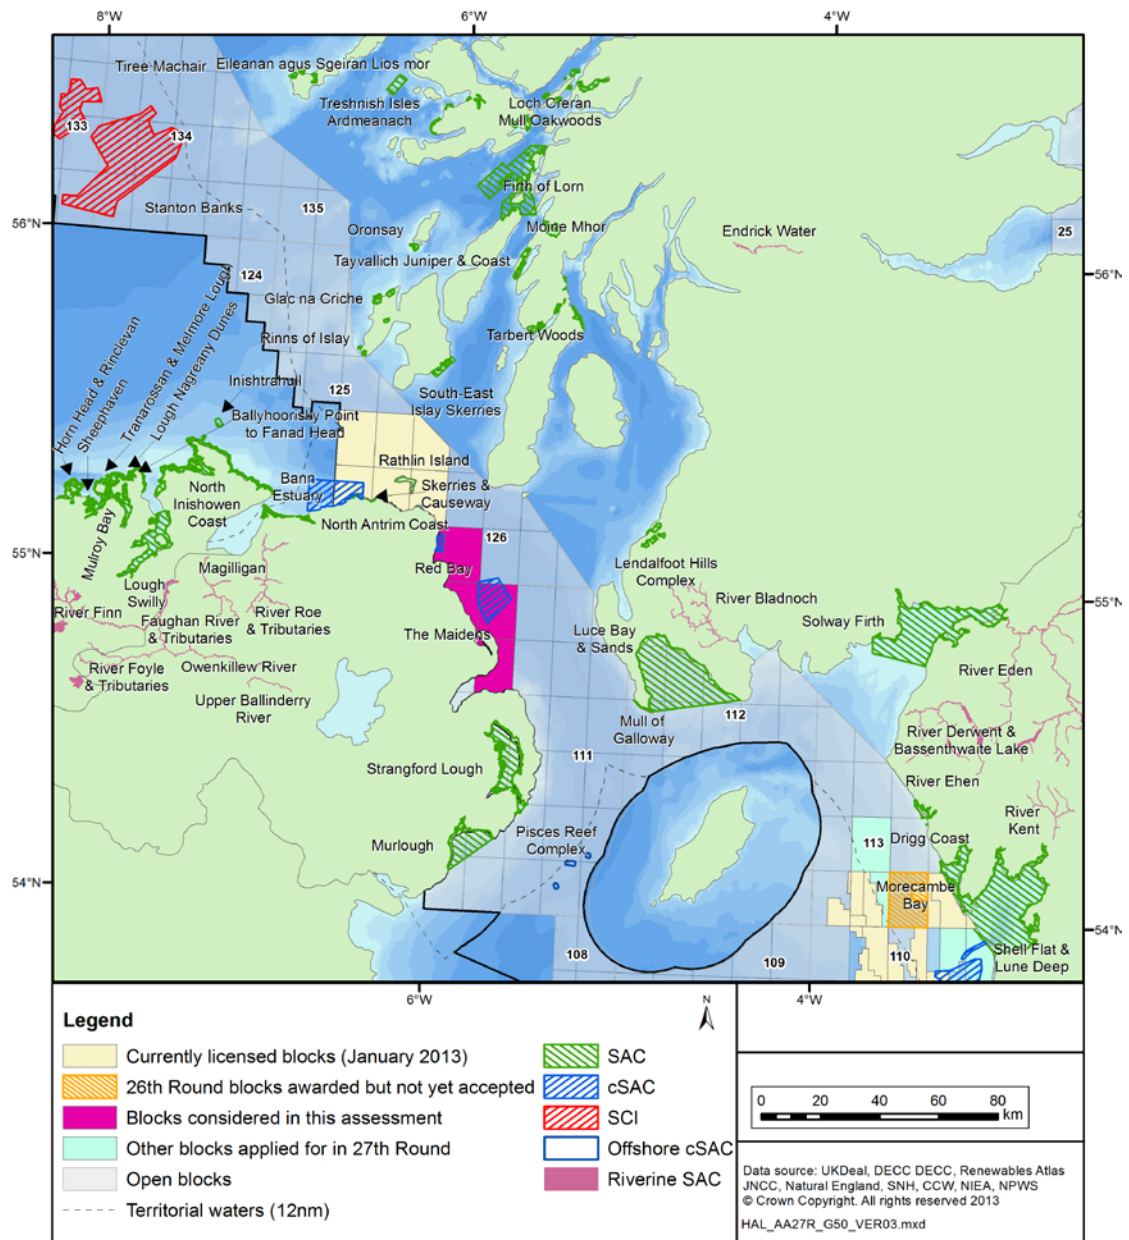 8°W
6°W
4°W
Tiree Machair
Eileanan agus Sgeiran Lios mor
Treshnish Isles
Ardmeanach
Loch Creran
Mull Oakwoods
133
134
Firth of Lorn
Stanton Banks
135
56°N
Oronsay
Moine Mhor
Endrick Water
25
Tayvallich Juniper & Coast
56°N
124
Glac na Criche
Rinns of Islay
Tarbert Woods
Horn Head & Rinclevan
Sheephaven
Tranarossan & Melmore Lough
Lough Nagreany Dunes
Inishtrahull
125
South-East
Islay Skerries
Ballyhoorisky Point
to Fanad Head
Rathlin Island
Bann
Estuary
Skerries &
Causeway
North
Inishowen
Coast
North Antrim Coast
Mulroy Bay
126
55°N
Red Bay
Lendalfoot Hills
Complex
Magilligan
Lough
Swilly
River Bladnoch
55°N
River Finn
Faughan River
& Tributaries
River Roe
& Tributaries
The Maidens
Luce Bay
& Sands
Solway Firth
River Foyle
& Tributaries
Owenkillew River
River Eden
Upper Ballinderry
River
Mull of
Galloway
112
River Derwent &
Bassenthwaite Lake
111
Strangford Lough
River Ehen
River
Kent
Murlough
Pisces Reef
Complex
113
Drigg Coast
54°N
Morecambe
Bay
54°N
108
109
110
Shell Flat &
Lune Deep
6°W
4°W
Legend
Currently licensed blocks (January 2013)
26th Round blocks awarded but not yet accepted
Blocks considered in this assessment
Other blocks applied for in 27th Round
Open blocks
Territorial waters (12nm)
SAC
cSAC
SCI
Offshore cSAC
Riverine SAC
N
0 20 40 60 80
km
Data source: UKDeal, DECC DECC, Renewables Atlas
JNCC, Natural England, SNH, CCW, NIEA, NPWS
© Crown Copyright. All rights reserved 2013
HAL_AA27R_G50_VER03.mxd